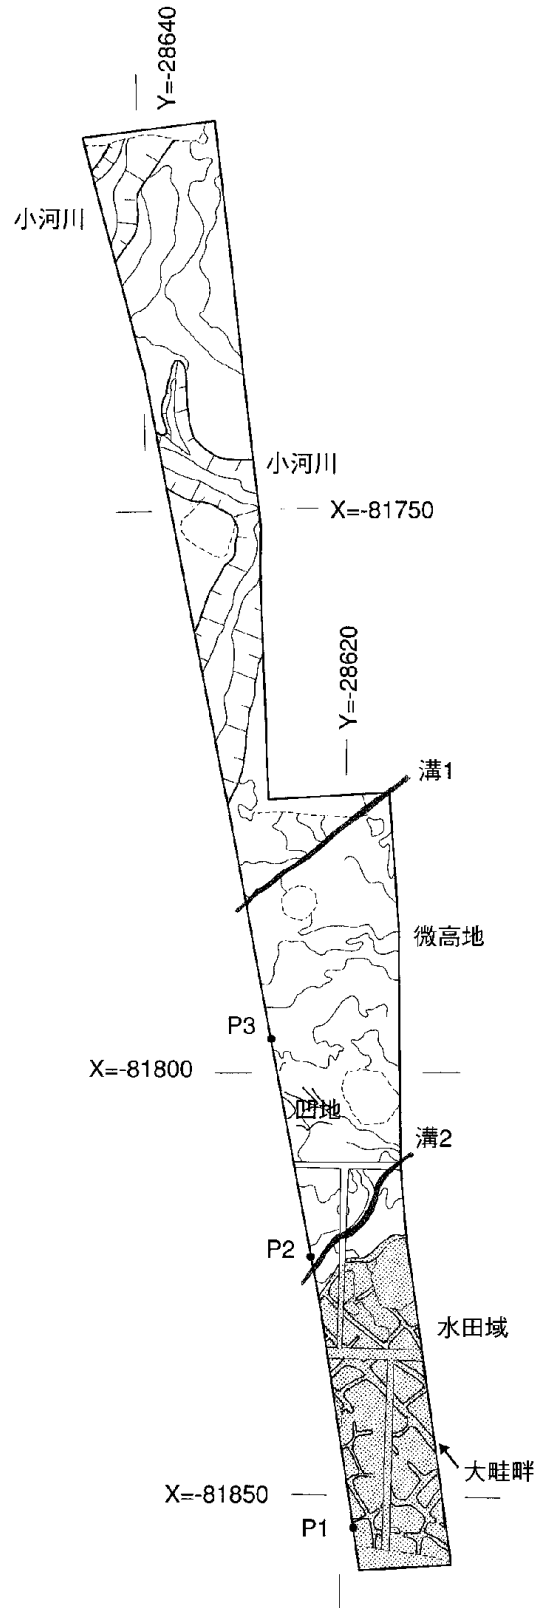 Y=-28640
小河川
小河川
X=-81750
Y=-28620
溝1
微高地
P3
X=-81800
凹地
溝2
P2
水田域
大畦畔
X=-81850
P1